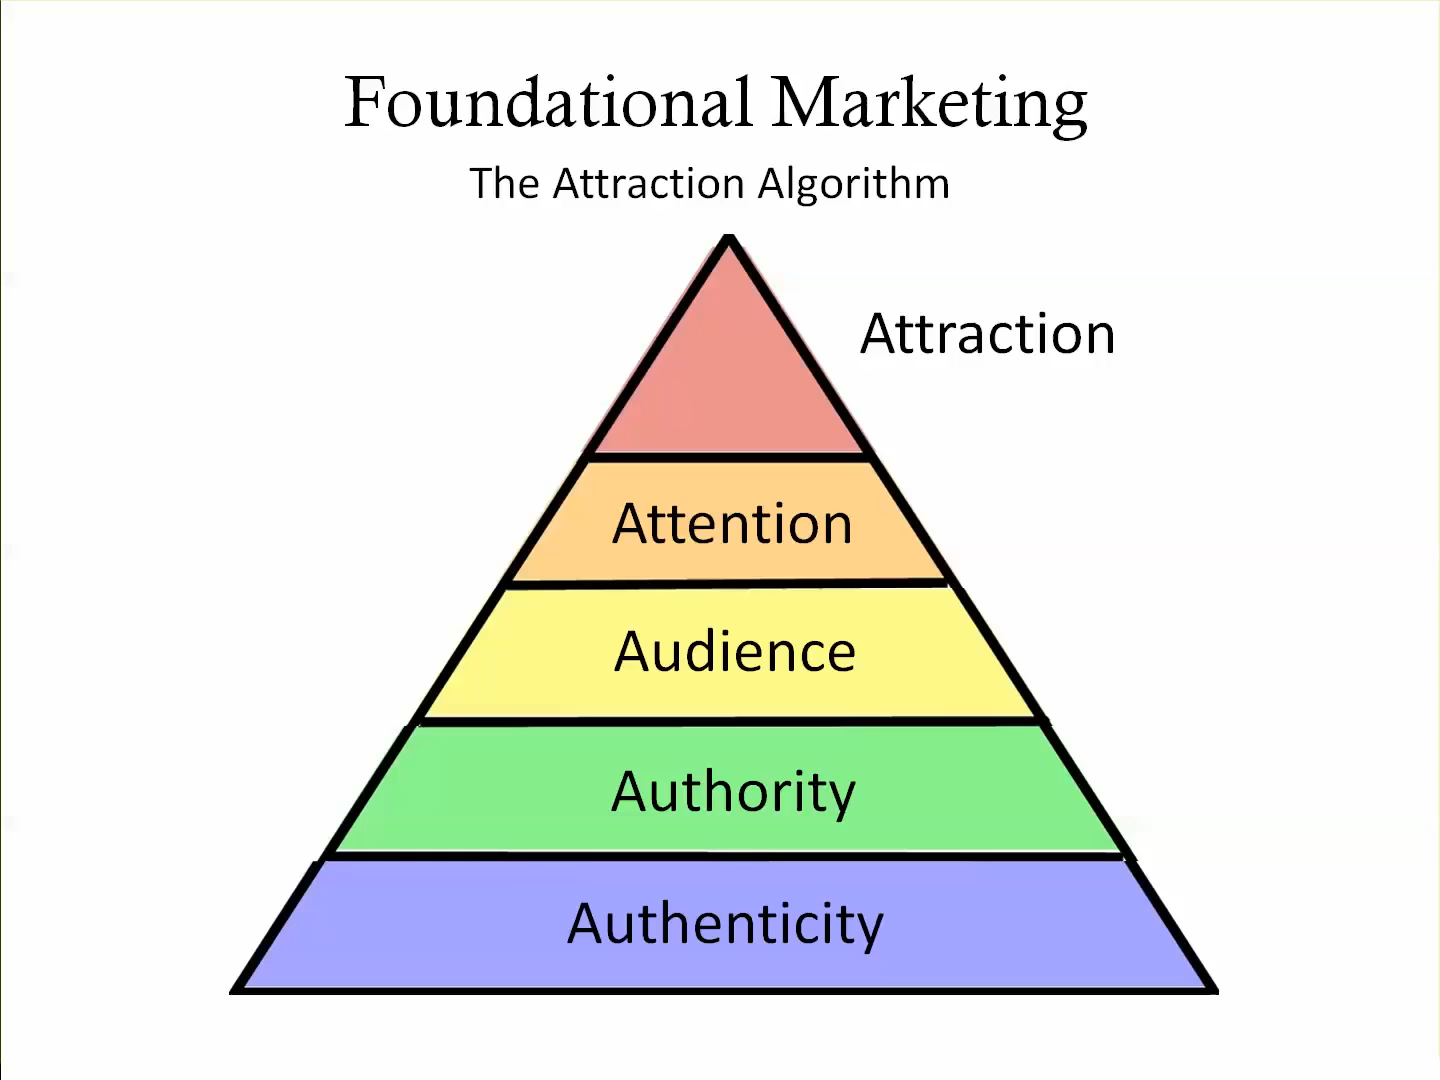 Foundational Marketing
The Attraction Algorithm
Attraction
Attention
Audience
Authority
Authenticity